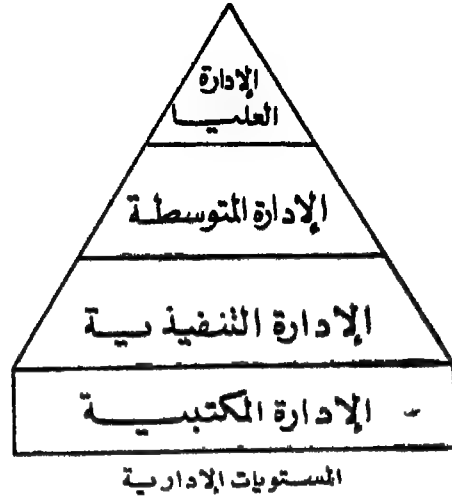 الإدارة
العليا
الإدارة المتوسطة
الإدارة التنفيذية
الإدارة المكتبية
المستويات الإدارية